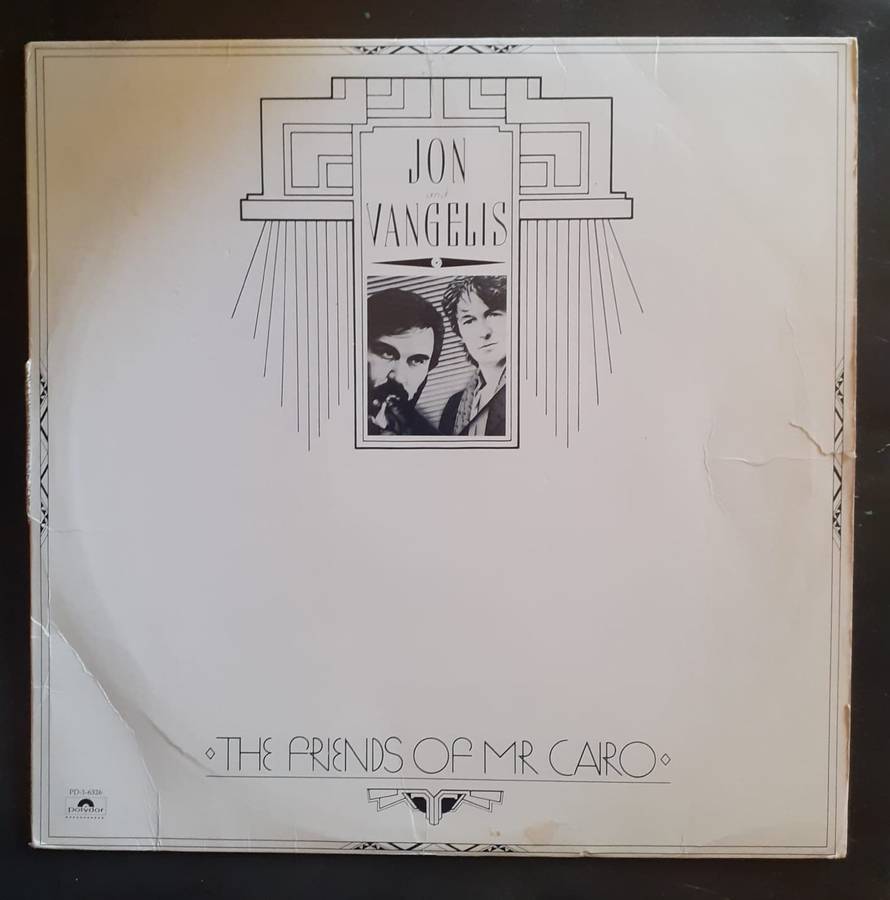 JON
and
VANGELIS
THE FRIENDS OF MR CAIRO
PD-1-6326
polydor